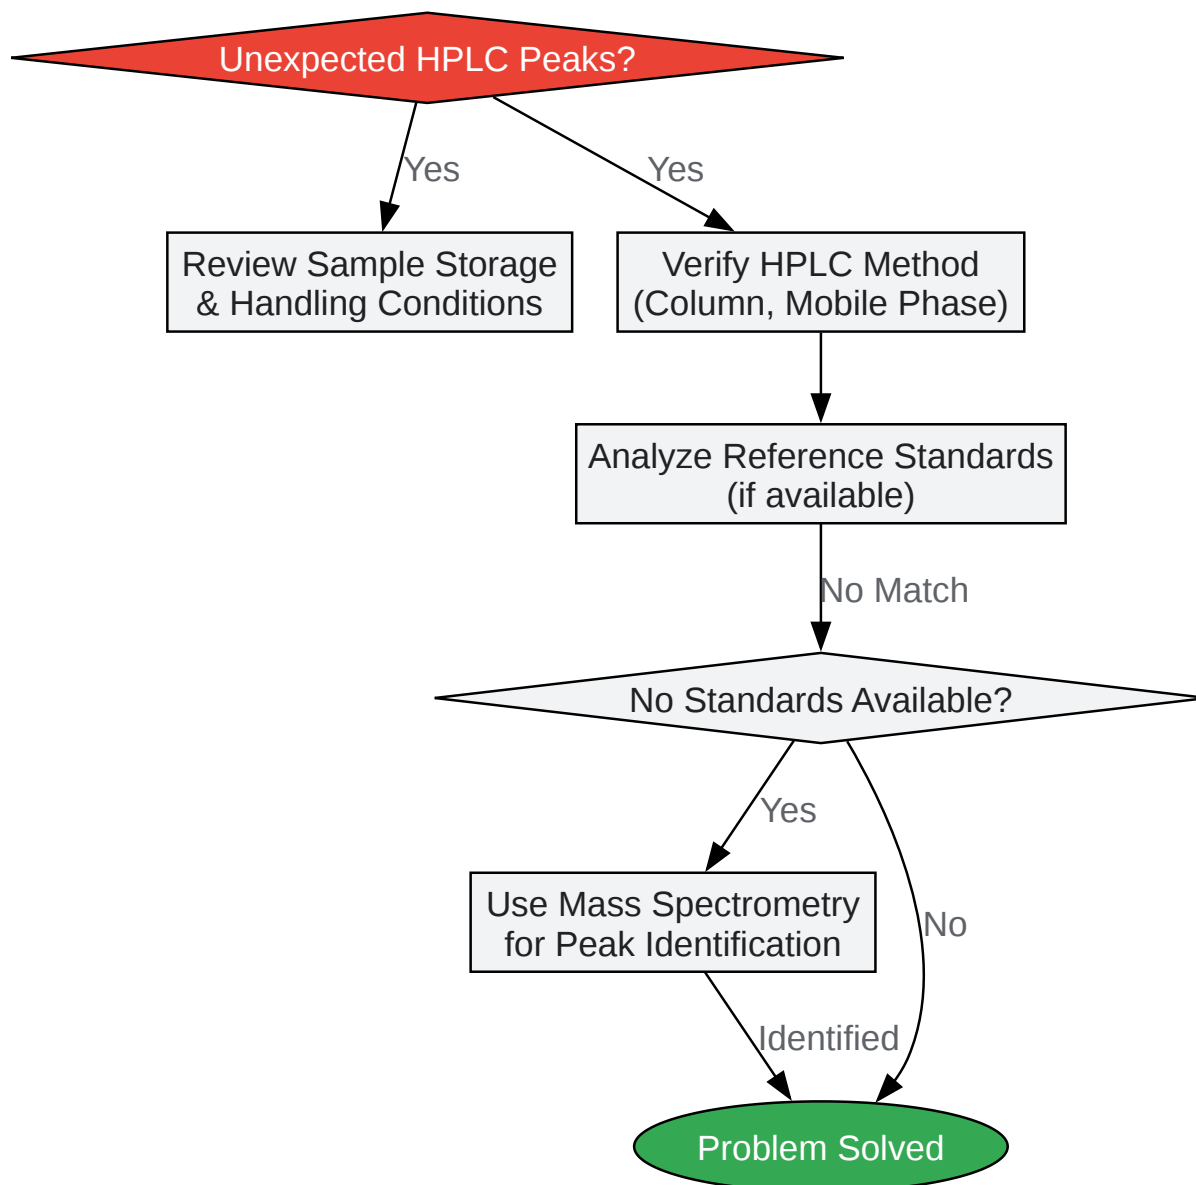 Unexpected HPLC Peaks?
Yes
Yes
Review Sample Storage
& Handling Conditions
Verify HPLC Method
(Column, Mobile Phase)
Analyze Reference Standards
(if available)
No Match
No Standards Available?
Yes
Use Mass Spectrometry
for Peak Identification
No
Identified
Problem Solved